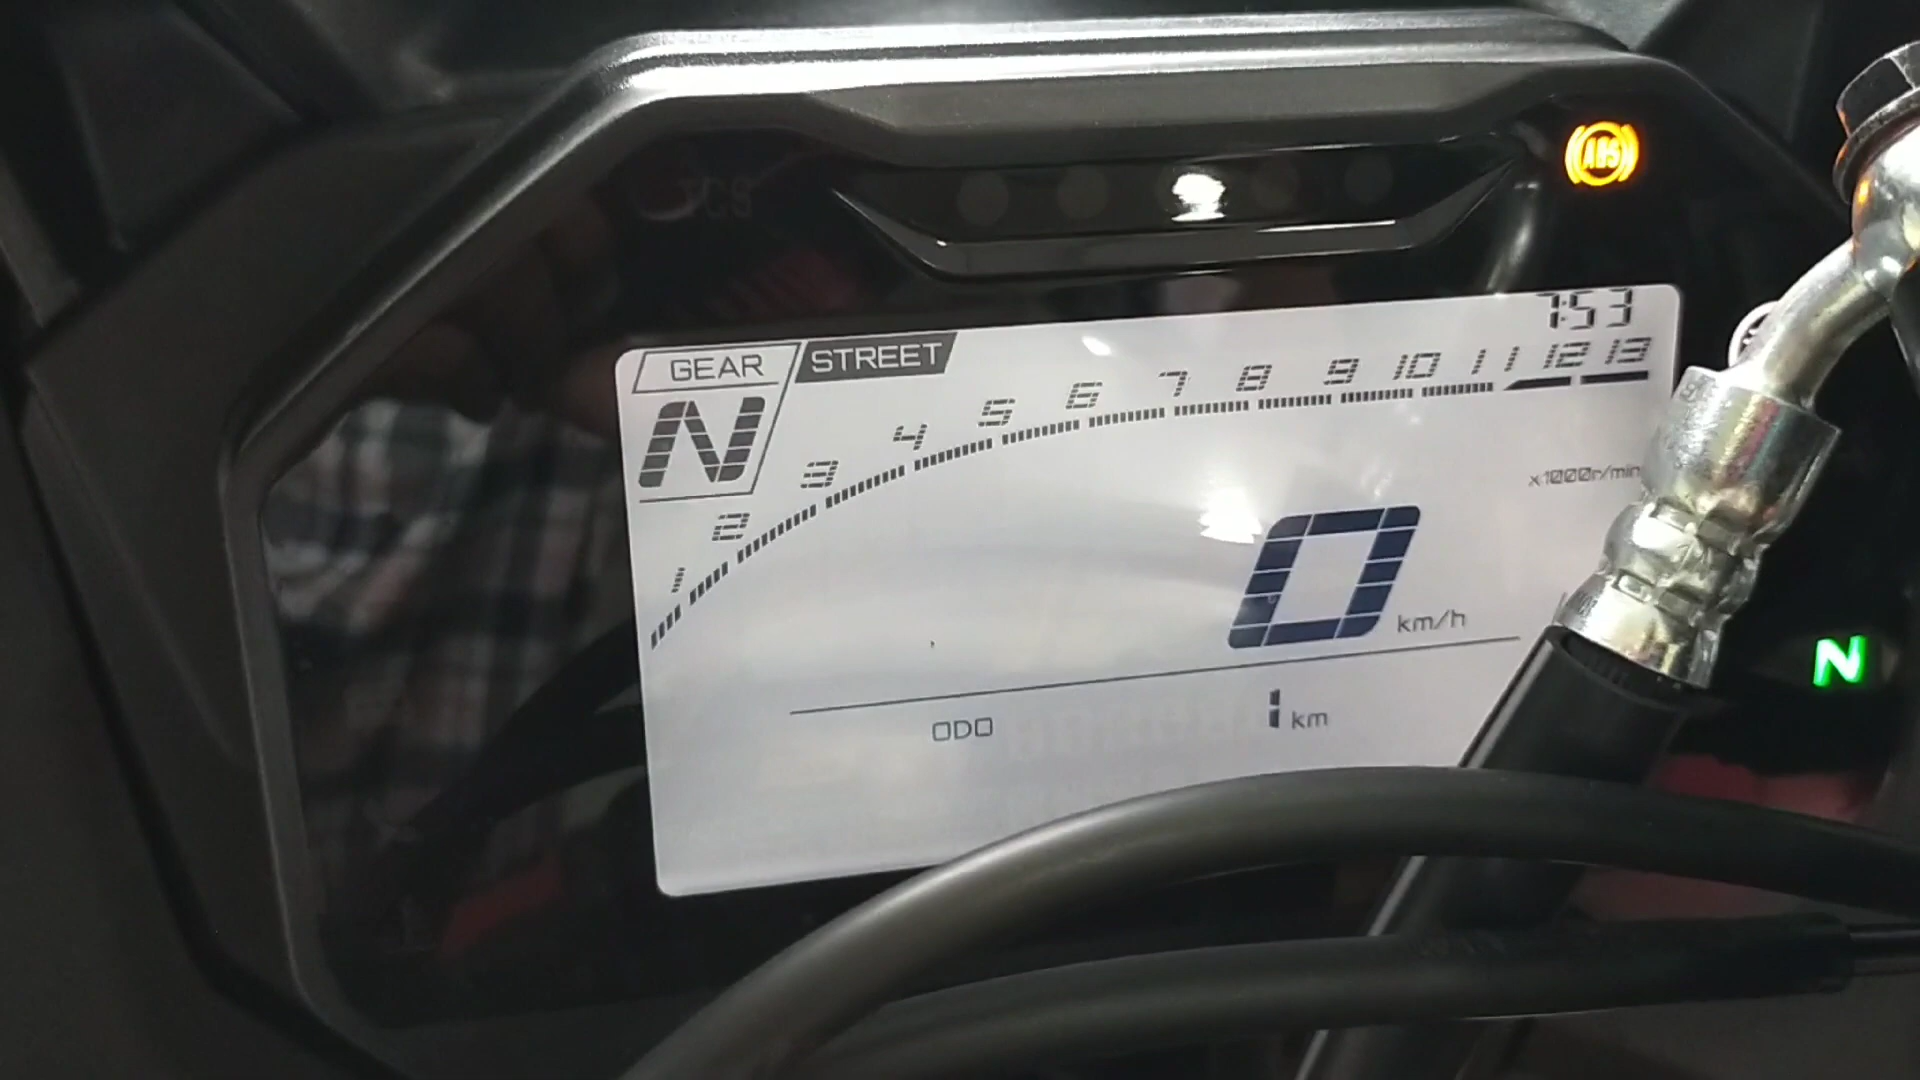 ABS
7:53
GEAR STREET
N
1 2 3 4 5 6 7 8 9 10 11 12 13
x1000r/min
0 km/h
N
ODO 1 km